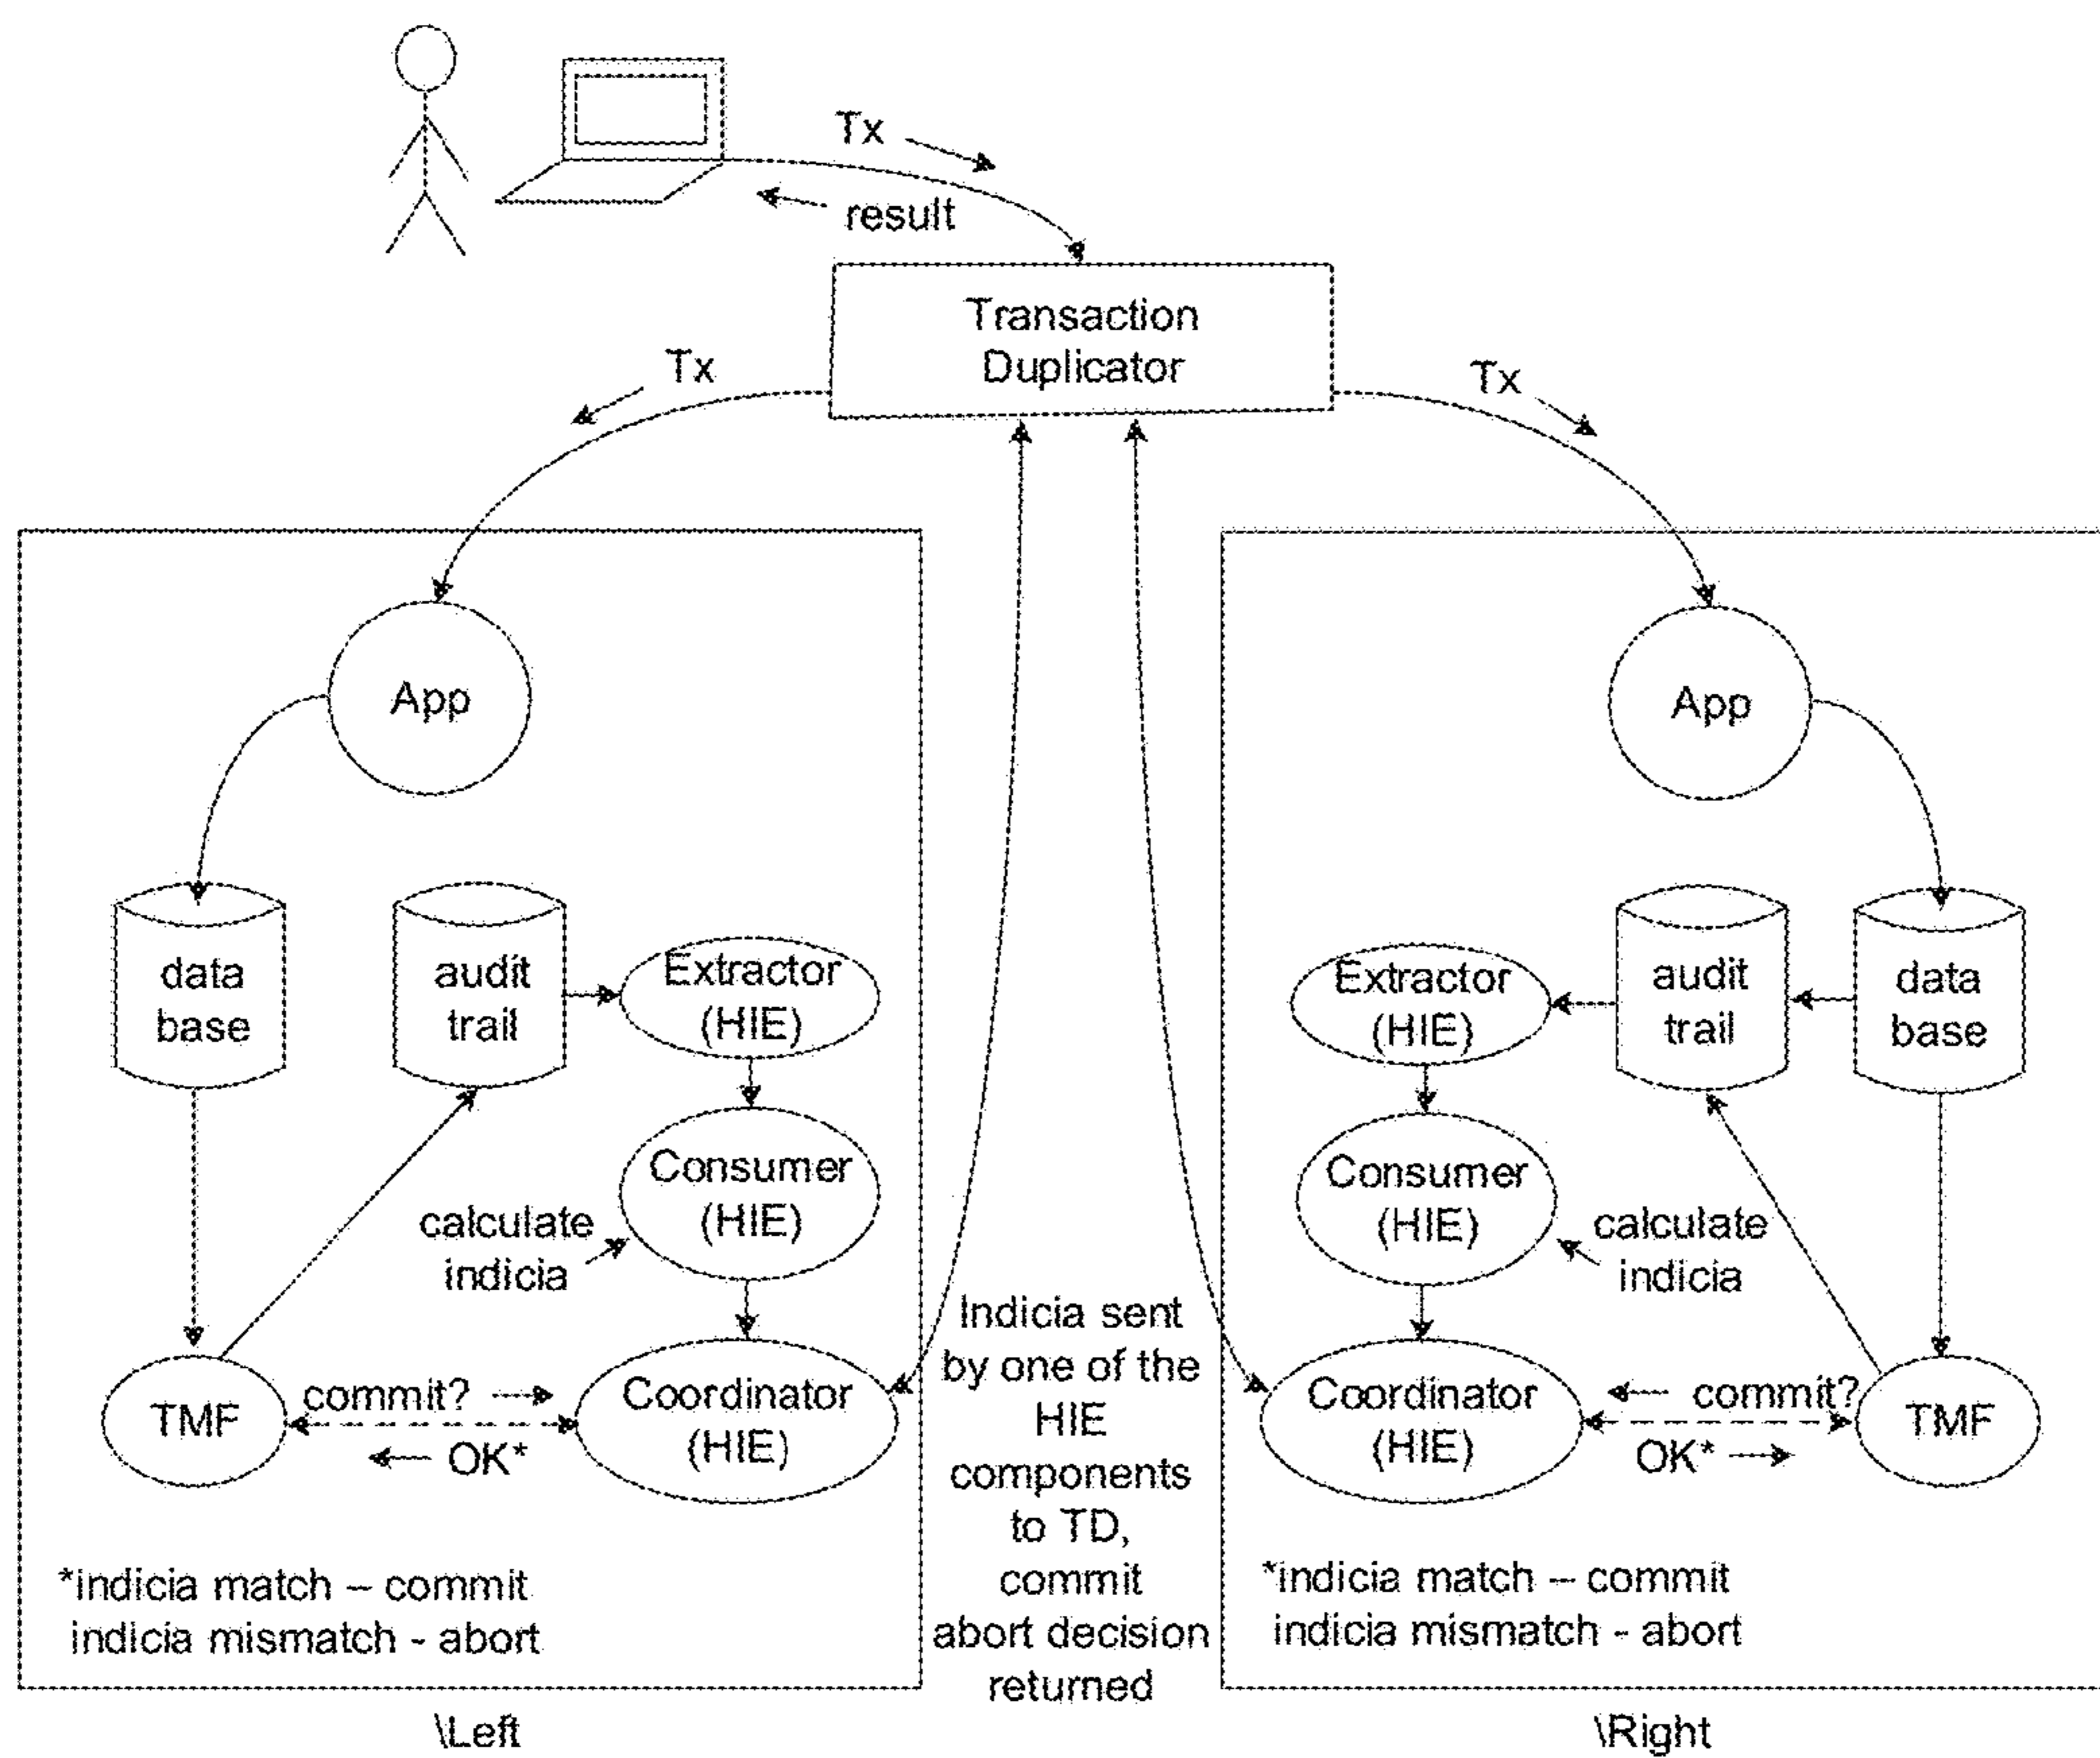 Tx
result
Transaction
Duplicator
Tx
Tx
App
data
base
audit
trail
Extractor
(HIE)
Consumer
(HIE)
calculate
indicia
TMF
commit?
OK*
Coordinator
(HIE)
*indicia match – commit
indicia mismatch - abort
\Left
Indicia sent
by one of the
HIE
components
to TD,
commit
abort decision
returned
App
Extractor
(HIE)
audit
trail
data
base
Consumer
(HIE)
calculate
indicia
Coordinator
(HIE)
commit?
OK*
TMF
*indicia match – commit
indicia mismatch - abort
\Right